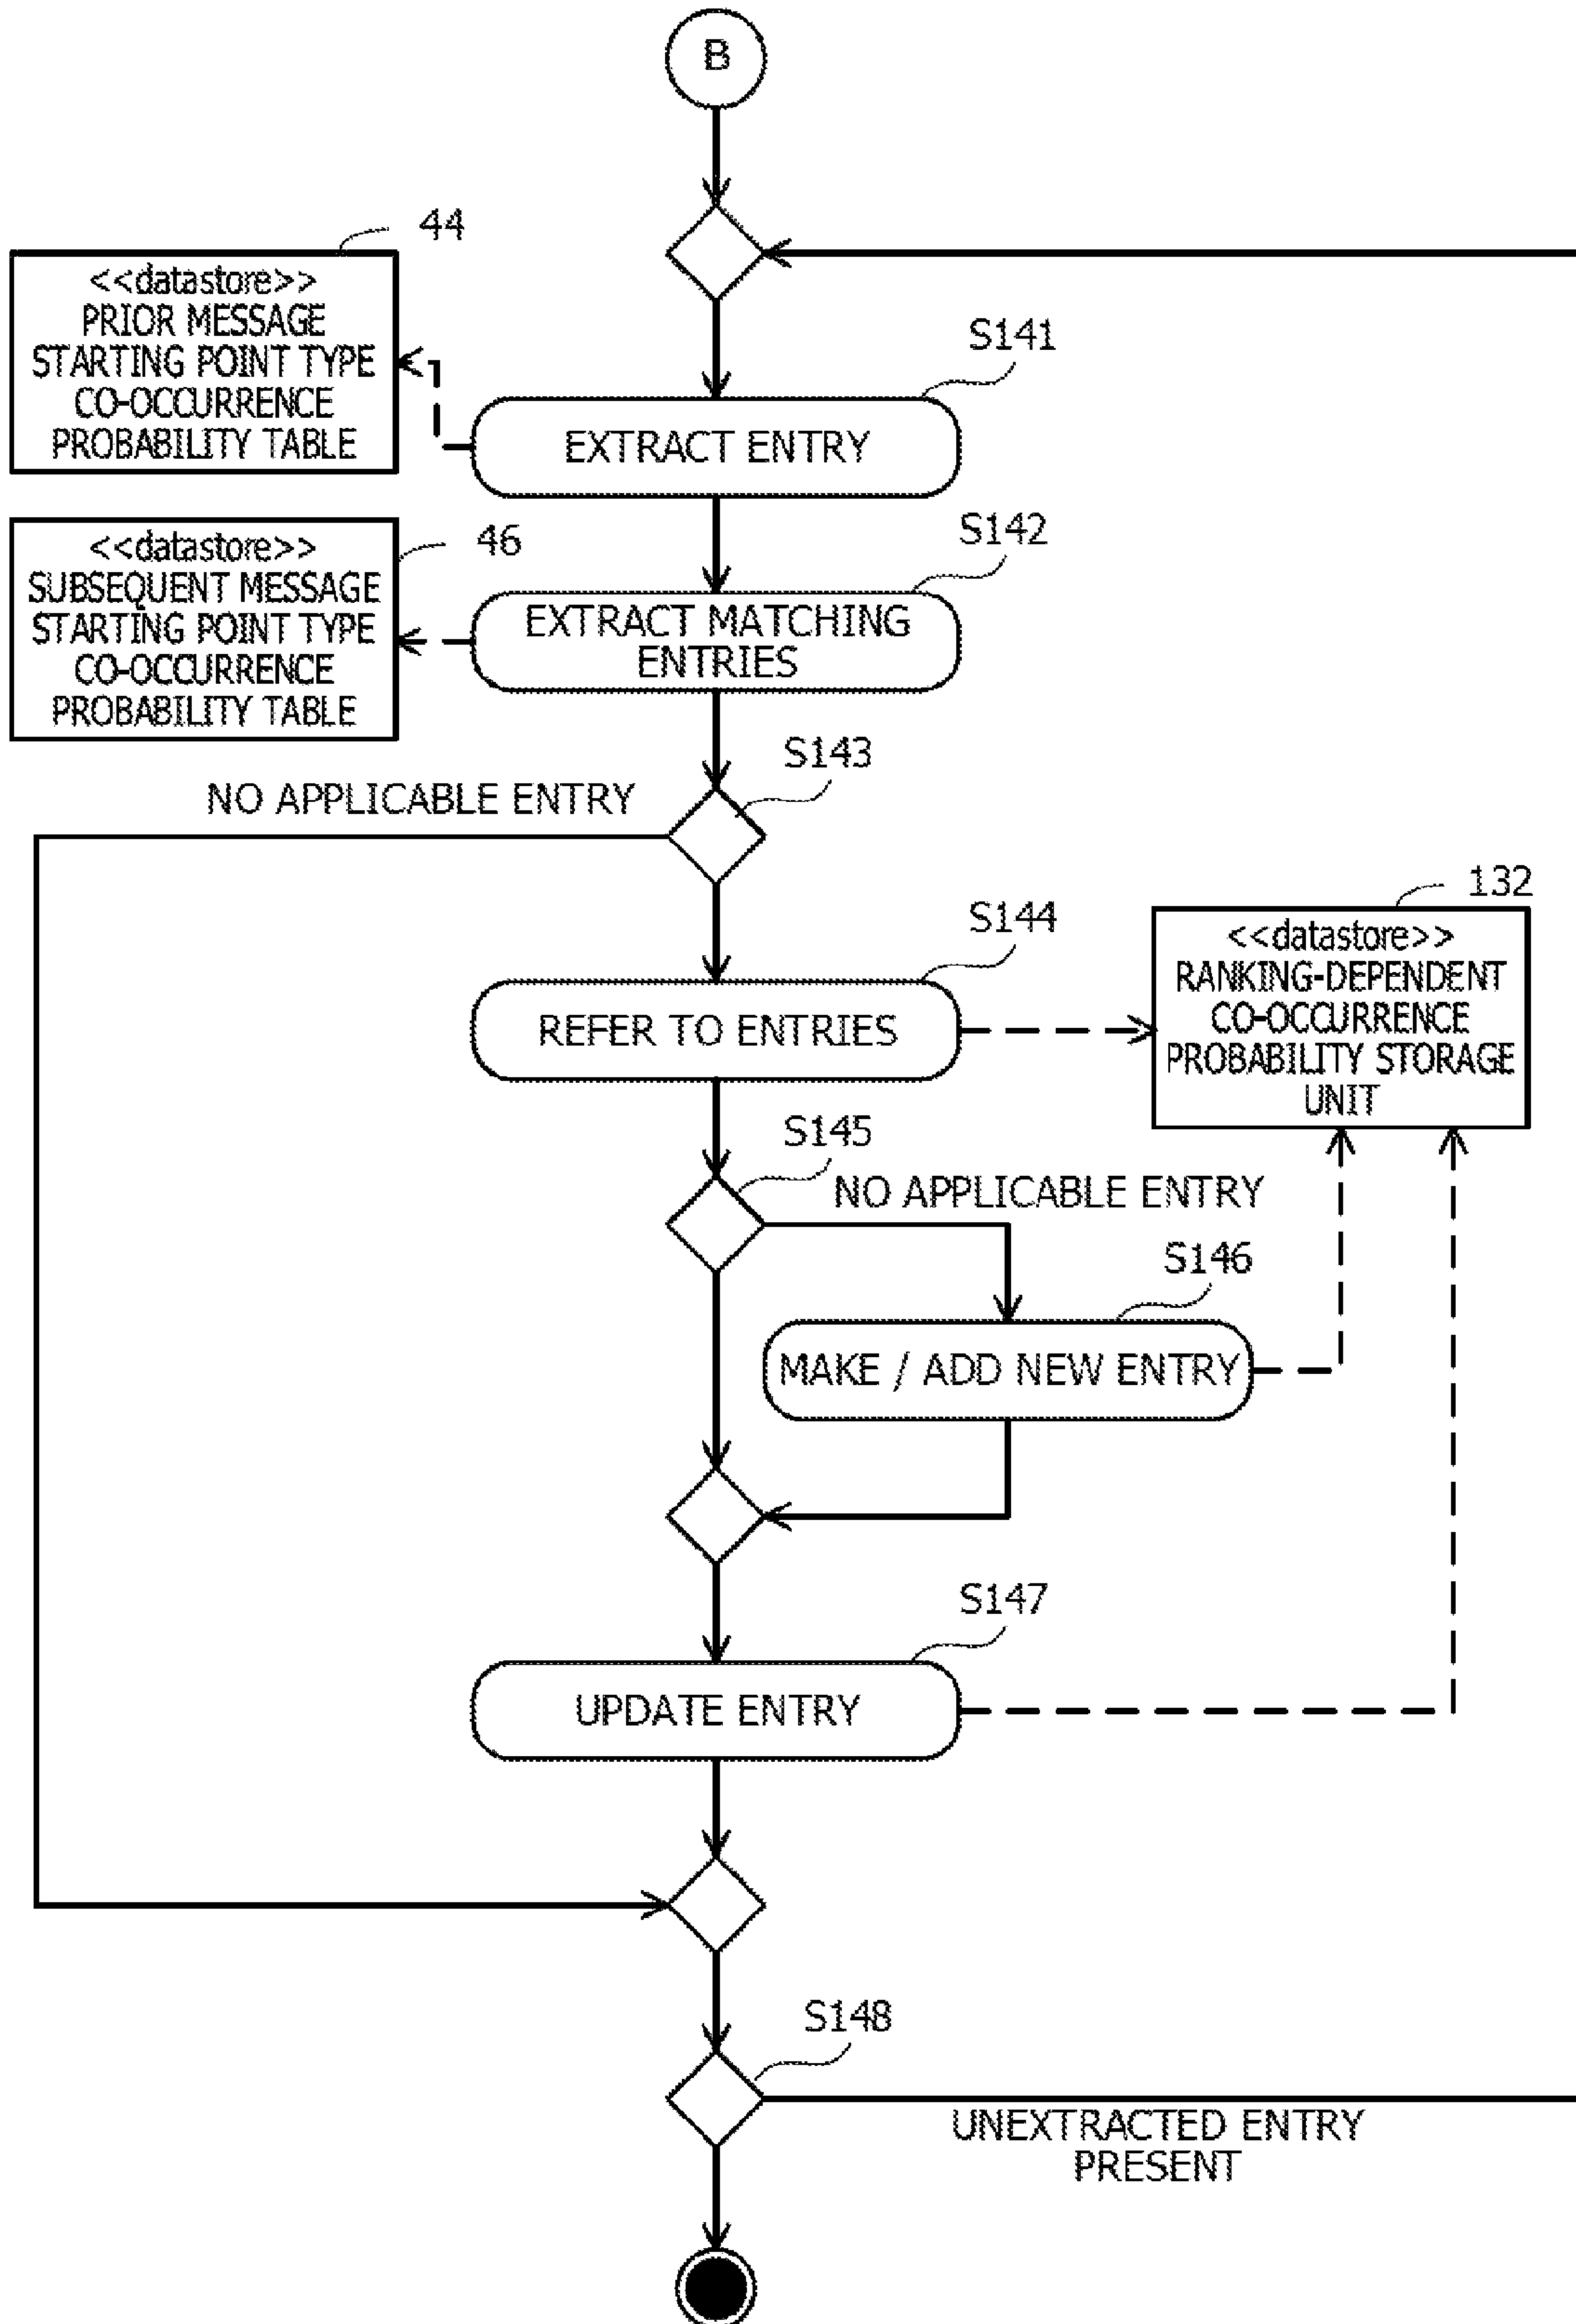 B
44
<<datastore>>
PRIOR MESSAGE
STARTING POINT TYPE
CO-OCCURRENCE
PROBABILITY TABLE
S141
EXTRACT ENTRY
<<datastore>>
SUBSEQUENT MESSAGE
STARTING POINT TYPE
CO-OCCURRENCE
PROBABILITY TABLE
46
S142
EXTRACT MATCHING
ENTRIES
S143
NO APPLICABLE ENTRY
S144
REFER TO ENTRIES
132
<<datastore>>
RANKING-DEPENDENT
CO-OCCURRENCE
PROBABILITY STORAGE
UNIT
S145
NO APPLICABLE ENTRY
S146
MAKE / ADD NEW ENTRY
S147
UPDATE ENTRY
S148
UNEXTRACTED ENTRY
PRESENT